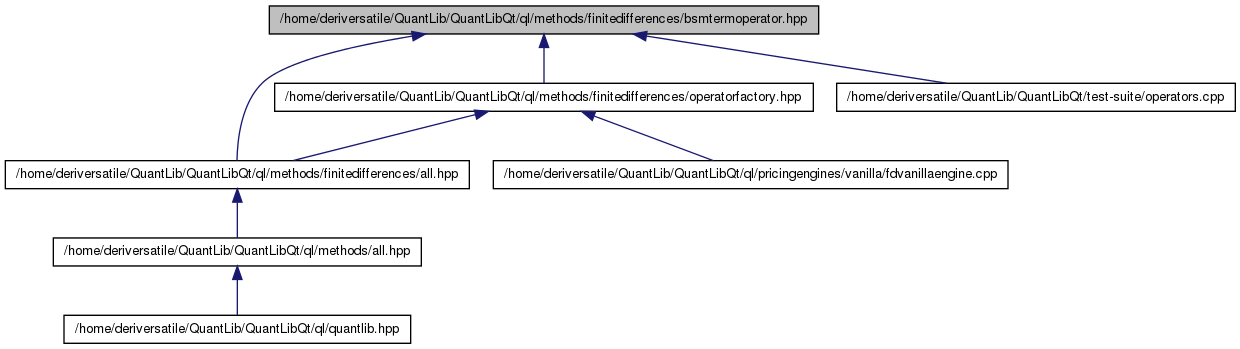 /home/deriversatile/QuantLib/QuantLibQt/ql/methods/finitedifferences/bsmtermoperator.hpp
/home/deriversatile/QuantLib/QuantLibQt/ql/methods/finitedifferences/operatorfactory.hpp
/home/deriversatile/QuantLib/QuantLibQt/test-suite/operators.cpp
/home/deriversatile/QuantLib/QuantLibQt/ql/methods/finitedifferences/all.hpp
/home/deriversatile/QuantLib/QuantLibQt/ql/pricingengines/vanilla/fdvanillaengine.cpp
/home/deriversatile/QuantLib/QuantLibQt/ql/methods/all.hpp
/home/deriversatile/QuantLib/QuantLibQt/ql/quantlib.hpp